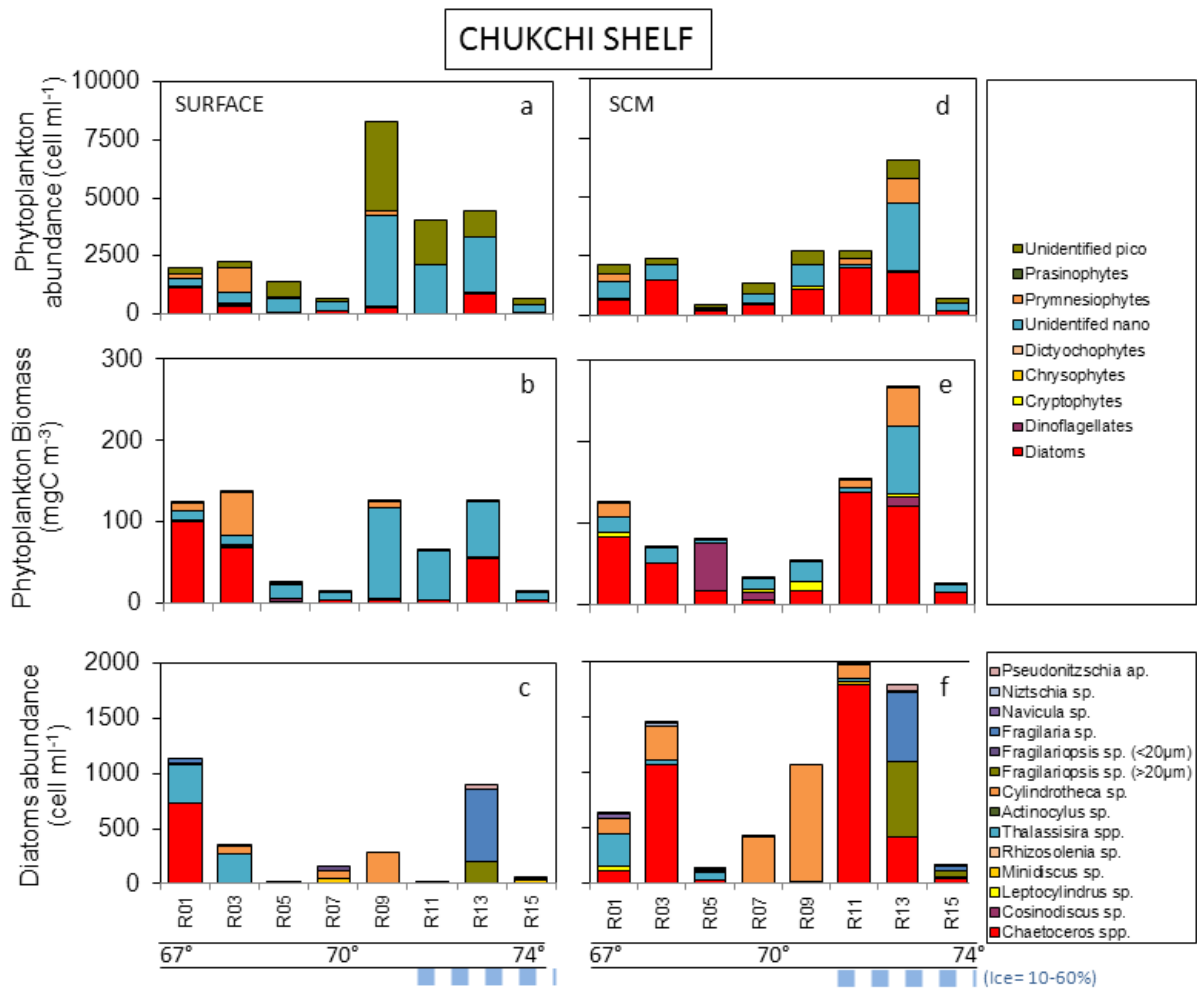 CHUKCHI SHELF
Phytoplankton
abundance (cell ml-1)
10000
7500
5000
2500
0
SURFACE
a
SCM
d
Unidentified pico
Prasinophytes
Prymnesiophytes
Unidentifed nano
Dictyochophytes
Chrysophytes
Cryptophytes
Dinoflagellates
Diatoms
Phytoplankton Biomass
(mgC m-3)
300
200
100
0
b
e
Diatoms abundance
(cell ml-1)
2000
1500
1000
500
0
c
f
Pseudonitzschia ap.
Niztschia sp.
Navicula sp.
Fragilaria sp.
Fragilariopsis sp. (<20µm)
Fragilariopsis sp. (>20µm)
Cylindrotheca sp.
Actinocylus sp.
Thalassisira spp.
Rhizosolenia sp.
Minidiscus sp.
Leptocylindrus sp.
Cosinodiscus sp.
Chaetoceros spp.
R01 R03 R05 R07 R09 R11 R13 R15
R01 R03 R05 R07 R09 R11 R13 R15
67° 70° 74°
67° 70° 74°
(Ice= 10-60%)